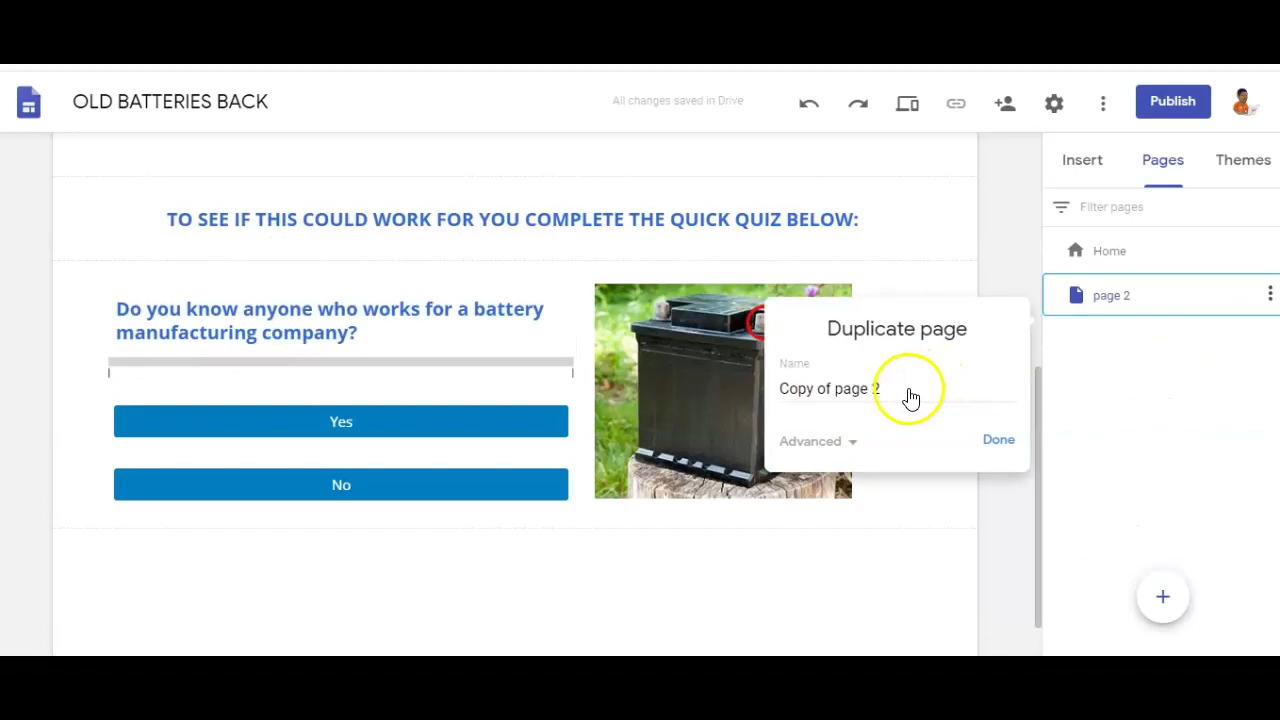 OLD BATTERIES BACK
All changes saved in Drive
Publish
Insert
Pages
Themes
Filter pages
Home
page 2
TO SEE IF THIS COULD WORK FOR YOU COMPLETE THE QUICK QUIZ BELOW:
Do you know anyone who works for a battery
manufacturing company?
Yes
No
Duplicate page
Name
Copy of page 2
Advanced
Done